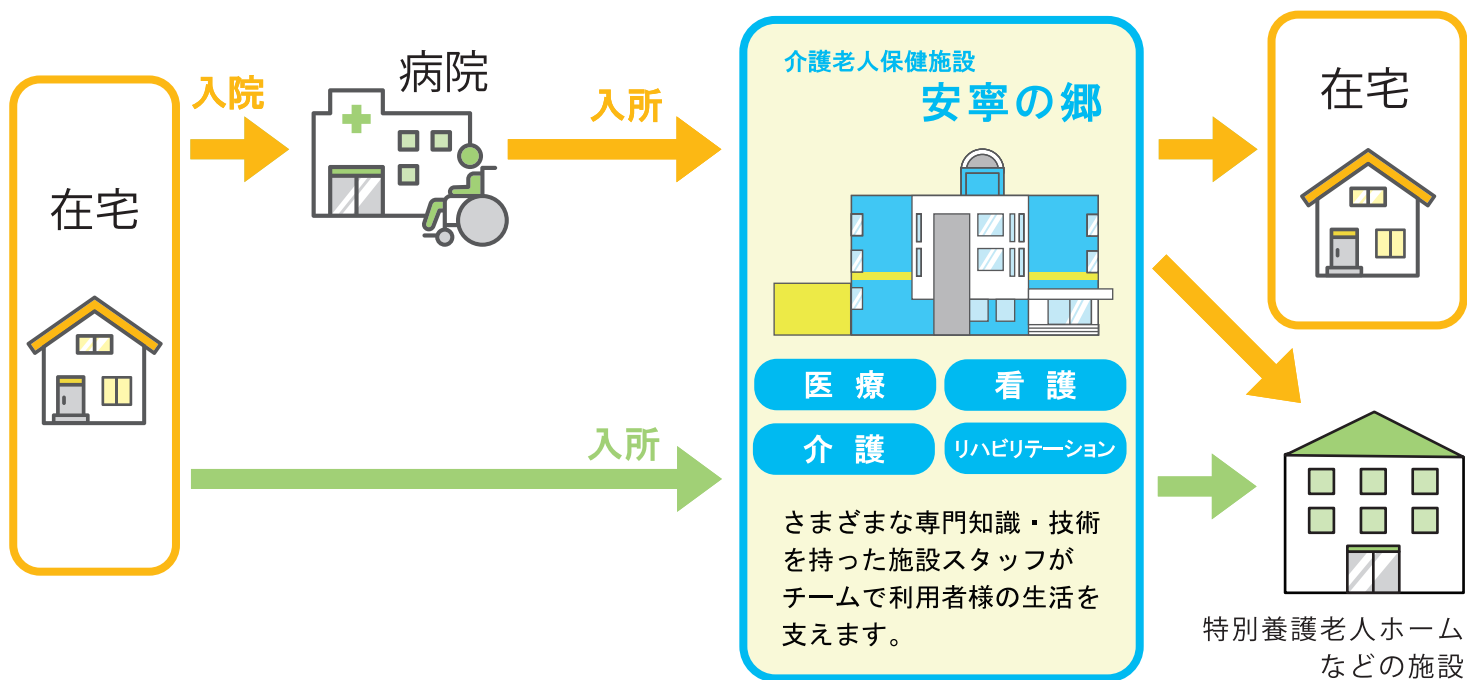 在宅
入院
病院
入所
入所
介護老人保健施設
安寧の郷
医療
看護
介護
リハビリテーション
さまざまな専門知識・技術
を持った施設スタッフが
チームで利用者様の生活を
支えます。
在宅
特別養護老人ホーム
などの施設